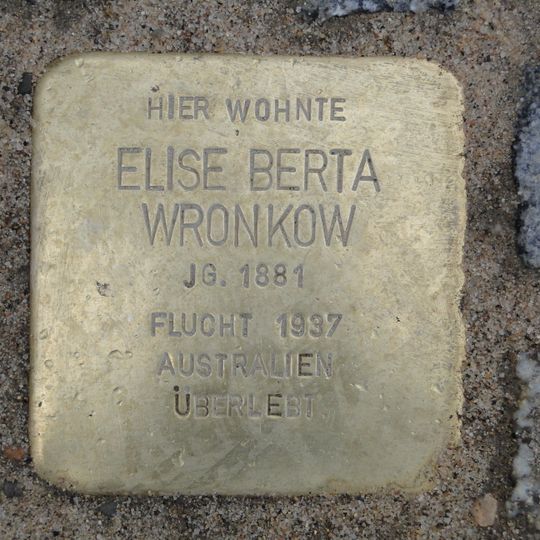 HIER WOHNTE
ELISE BERTA
WRONKOW
JG. 1881
FLUCHT 1937
AUSTRALIEN
ÜBERLEBT